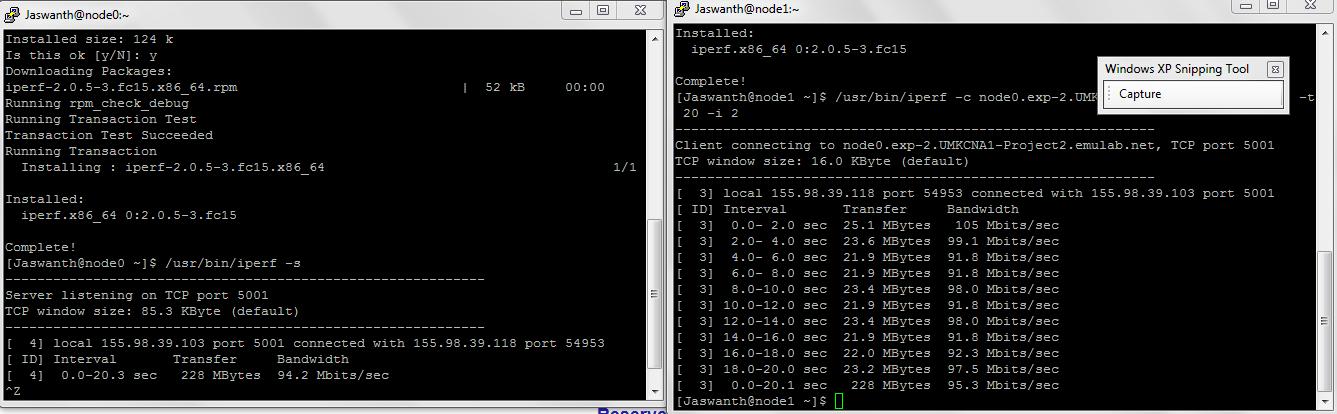 Jaswanth@node0:~
Installed size: 124 k
Is this ok [y/N]: y
Downloading Packages:
iperf-2.0.5-3.fc15.x86_64.rpm | 52 kB 00:00
Running rpm_check_debug
Running Transaction Test
Transaction Test Succeeded
Running Transaction
Installing : iperf-2.0.5-3.fc15.x86_64 1/1
Installed:
iperf.x86_64 0:2.0.5-3.fc15
Complete!
[Jaswanth@node0 ~]$ /usr/bin/iperf -s
------------------------------------------------------------
Server listening on TCP port 5001
TCP window size: 85.3 KByte (default)
------------------------------------------------------------
[ 4] local 155.98.39.103 port 5001 connected with 155.98.39.118 port 54953
[ ID] Interval Transfer Bandwidth
[ 4] 0.0-20.3 sec 228 MBytes 94.2 Mbits/sec
^Z
Jaswanth@node1:~
Installed:
iperf.x86_64 0:2.0.5-3.fc15
Complete!
[Jaswanth@node1 ~]$ /usr/bin/iperf -c node0.exp-2.UMK -t
20 -i 2
------------------------------------------------------------
Client connecting to node0.exp-2.UMKCNA1-Project2.emulab.net, TCP port 5001
TCP window size: 16.0 KByte (default)
------------------------------------------------------------
[ 3] local 155.98.39.118 port 54953 connected with 155.98.39.103 port 5001
[ ID] Interval Transfer Bandwidth
[ 3] 0.0- 2.0 sec 25.1 MBytes 105 Mbits/sec
[ 3] 2.0- 4.0 sec 23.6 MBytes 99.1 Mbits/sec
[ 3] 4.0- 6.0 sec 21.9 MBytes 91.8 Mbits/sec
[ 3] 6.0- 8.0 sec 21.9 MBytes 91.8 Mbits/sec
[ 3] 8.0-10.0 sec 23.4 MBytes 98.0 Mbits/sec
[ 3] 10.0-12.0 sec 21.9 MBytes 91.8 Mbits/sec
[ 3] 12.0-14.0 sec 23.4 MBytes 98.0 Mbits/sec
[ 3] 14.0-16.0 sec 21.9 MBytes 91.8 Mbits/sec
[ 3] 16.0-18.0 sec 22.0 MBytes 92.3 Mbits/sec
[ 3] 18.0-20.0 sec 23.2 MBytes 97.5 Mbits/sec
[ 3] 0.0-20.1 sec 228 MBytes 95.3 Mbits/sec
[Jaswanth@node1 ~]$
Windows XP Snipping Tool
Capture